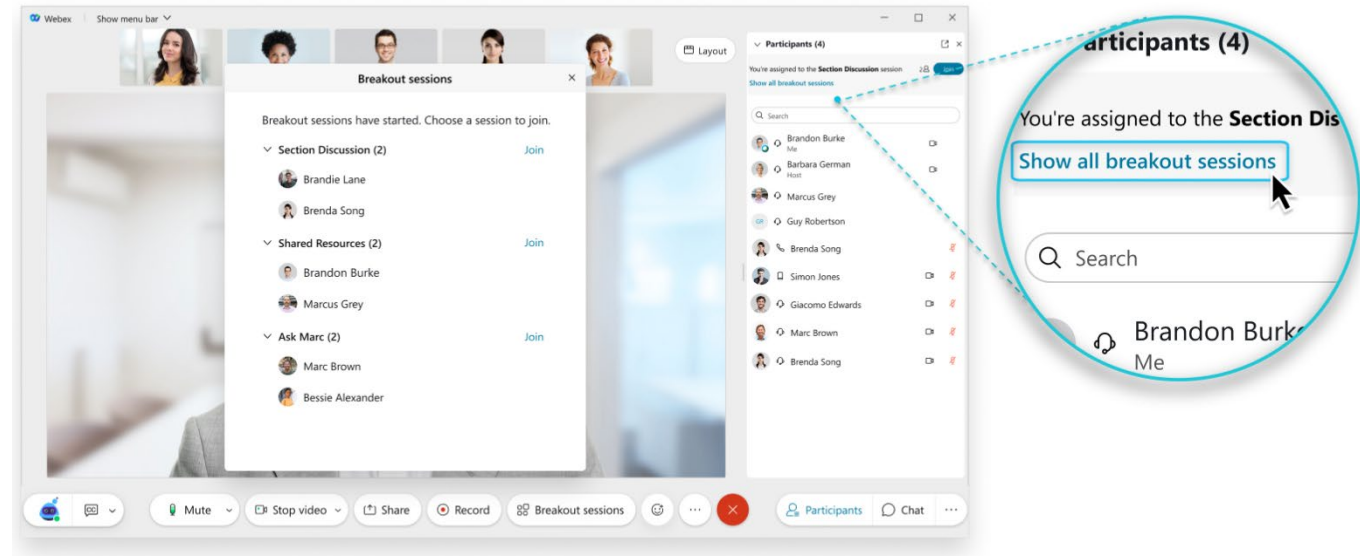 Webex
Show menu bar
Layout
Breakout sessions
Breakout sessions have started. Choose a session to join.
Section Discussion (2) Join
Brandie Lane
Brenda Song
Shared Resources (2) Join
Brandon Burke
Marcus Grey
Ask Marc (2) Join
Marc Brown
Bessie Alexander
Participants (4)
You're assigned to the Section Discussion session 2 Join
Show all breakout sessions
Search
Brandon Burke
Me
Barbara German
Host
Marcus Grey
GR Guy Robertson
Brenda Song
Simon Jones
Giacomo Edwards
Marc Brown
Brenda Song
CC Mute Stop video Share Record Breakout sessions Participants Chat
articipants (4)
You're assigned to the Section Dis
Show all breakout sessions
Search
Brandon Burke
Me